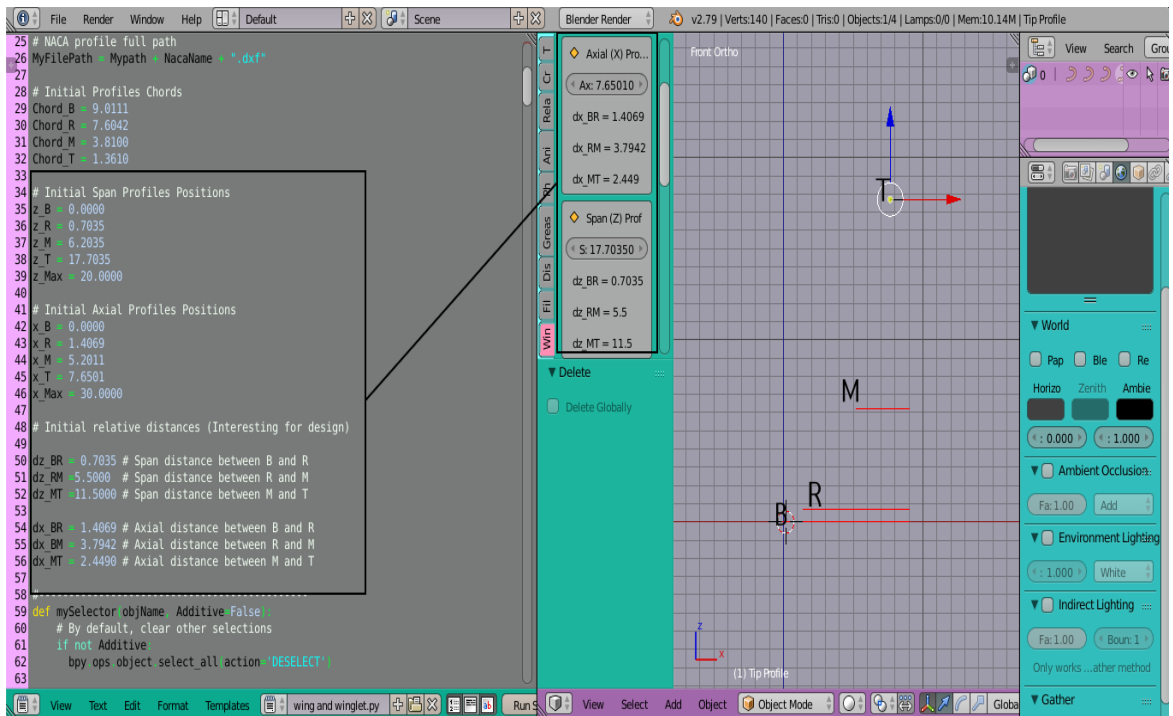 File Render Window Help Default Scene Blender Render v2.79 | Verts:140 | Faces:0 | Tris:0 | Objects:1/4 | Lamps:0/0 | Mem:10.14M | Tip Profile
25 # NACA profile full path
26 MyFilePath = Mypath + NacaName + ".dxf"
27
28 # Initial Profiles Chords
29 Chord_B = 9.0111
30 Chord_R = 7.6042
31 Chord_M = 3.8100
32 Chord_T = 1.3610
33
34 # Initial Span Profiles Positions
35 z_B = 0.0000
36 z_R = 0.7035
37 z_M = 6.2035
38 z_T = 17.7035
39 z_Max = 20.0000
40
41 # Initial Axial Profiles Positions
42 x_B = 0.0000
43 x_R = 1.4069
44 x_M = 5.2011
45 x_T = 7.6501
46 x_Max = 30.0000
47
48 # Initial relative distances (Interesting for design)
49
50 dz_BR = 0.7035 # Span distance between B and R
51 dz_RM =5.5000 # Span distance between R and M
52 dz_MT =11.5000 # Span distance between M and T
53
54 dx_BR = 1.4069 # Axial distance between B and R
55 dx_BM = 3.7942 # Axial distance between R and M
56 dx_MT = 2.4490 # Axial distance between M and T
57
58 #-----------------------------------------------
59 def mySelector(objName, Additive=False):
60 # By default, clear other selections
61 if not Additive:
62 bpy.ops.object.select_all(action='DESELECT')
63
View Text Edit Format Templates wing and winglet.py Run S
T
Cr
Rela
Ani
Greas
Dis
Fil
Win
Axial (X) Pro...
Ax: 7.65010
dx_BR = 1.4069
dx_RM = 3.7942
dx_MT = 2.449
Span (Z) Prof
S: 17.70350
dz_BR = 0.7035
dz_RM = 5.5
dz_MT = 11.5
Delete
Delete Globally
Front Ortho
T
M
R
B
z
x
(1) Tip Profile
View Select Add Object Object Mode Globa
View Search Grou
0
World
Pap Ble Re
Horizo Zenith Ambie
: 0.000 : 1.000
Ambient Occlusion
Fa: 1.00 Add
Environment Lighting
: 1.000 White
Indirect Lighting
Fa: 1.00 Boun: 1
Only works ...ather method
Gather